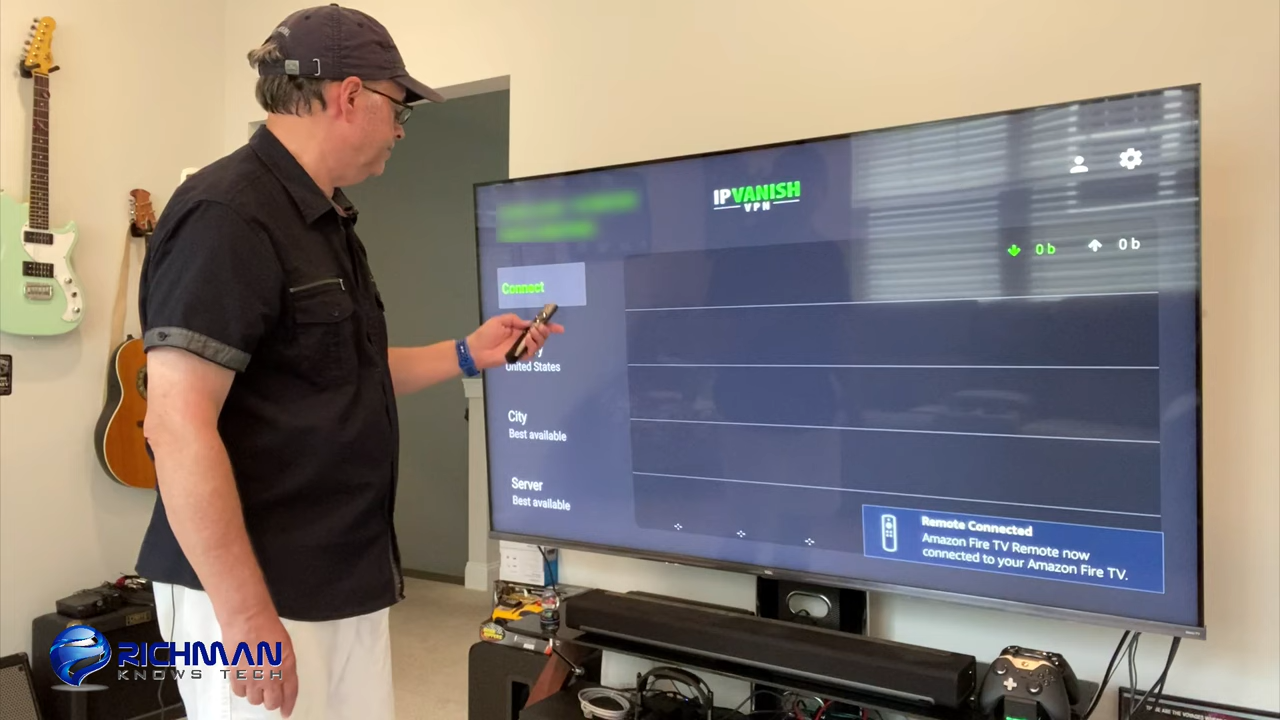 IPVANISH
VPN
0 b
0 b
Connect
United States
City
Best available
Server
Best available
Remote Connected
Amazon Fire TV Remote now
connected to your Amazon Fire TV.
RICHMAN
KNOWS TECH